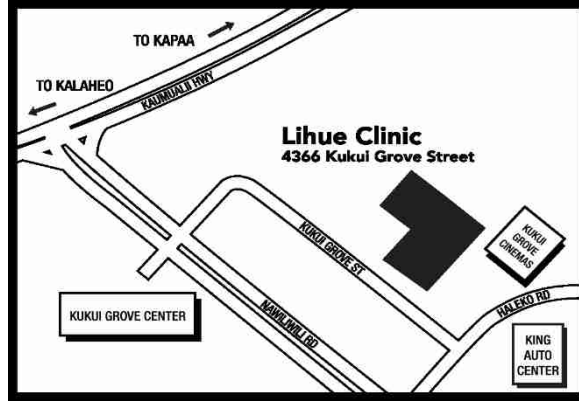 TO KAPAA
TO KALAHEO
KAUMUALII HWY
Lihue Clinic
4366 Kukui Grove Street
KUKUI
GROVE
CINEMAS
KUKUI GROVE ST
HALEKO RD
KUKUI GROVE CENTER
NAWILIWILI RD
KING
AUTO
CENTER